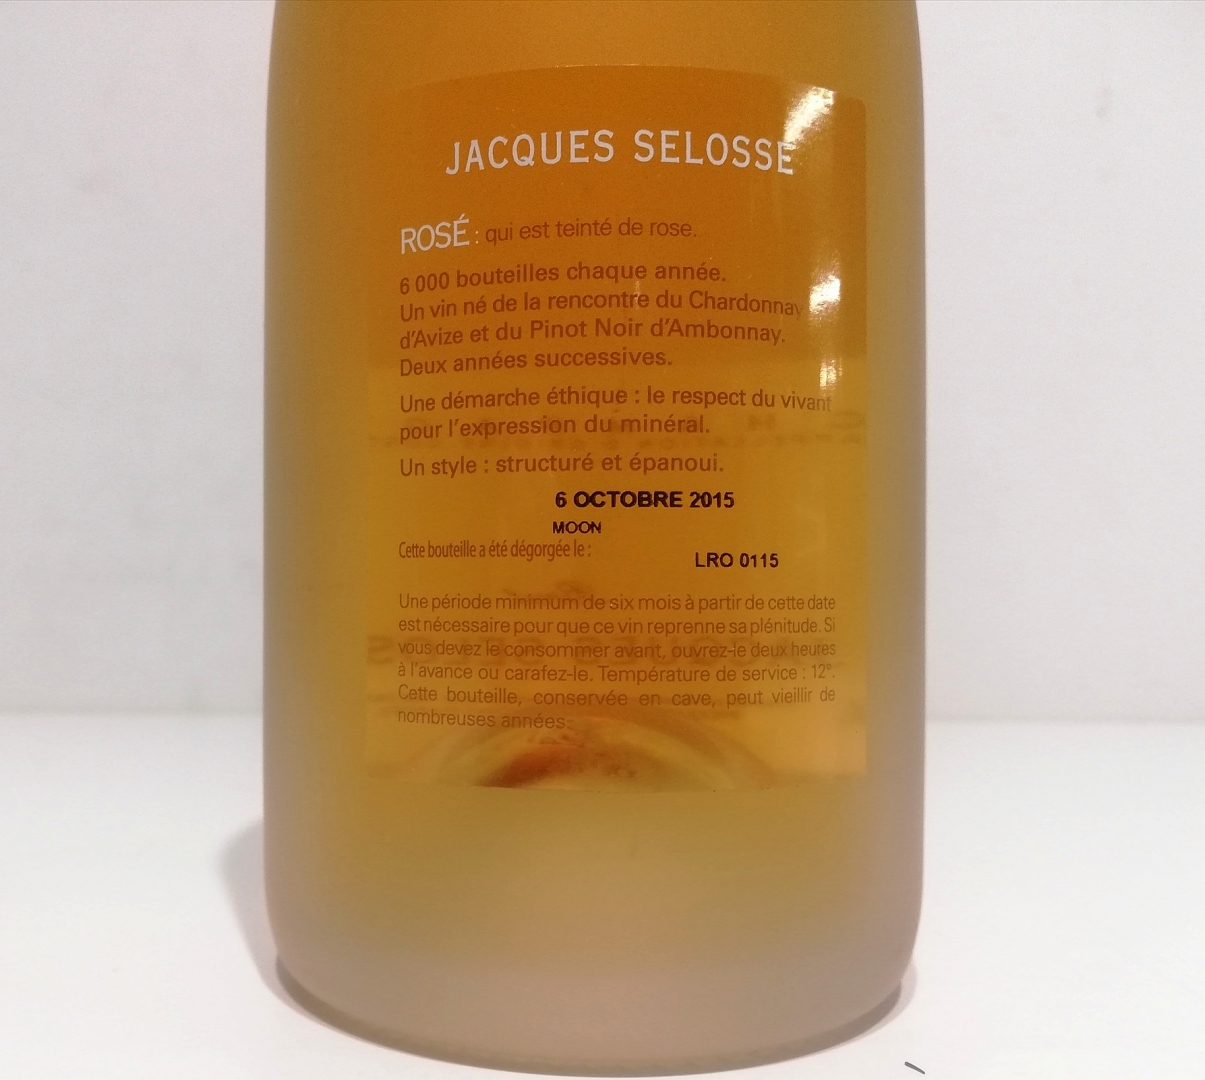 JACQUES SELOSSE
ROSÉ : qui est teinté de rose.
6 000 bouteilles chaque année.
Un vin né de la rencontre du Chardonnay
d'Avize et du Pinot Noir d'Ambonnay.
Deux années successives.
Une démarche éthique : le respect du vivant
pour l'expression du minéral.
Un style : structuré et épanoui.
6 OCTOBRE 2015
MOON
Cette bouteille a été dégorgée le :
LRO 0115
Une période minimum de six mois à partir de cette date
est nécessaire pour que ce vin reprenne sa plénitude. Si
vous devez le consommer avant, ouvrez-le deux heures
à l'avance ou carafez-le. Température de service : 12°.
Cette bouteille, conservée en cave, peut vieillir de
nombreuses années.